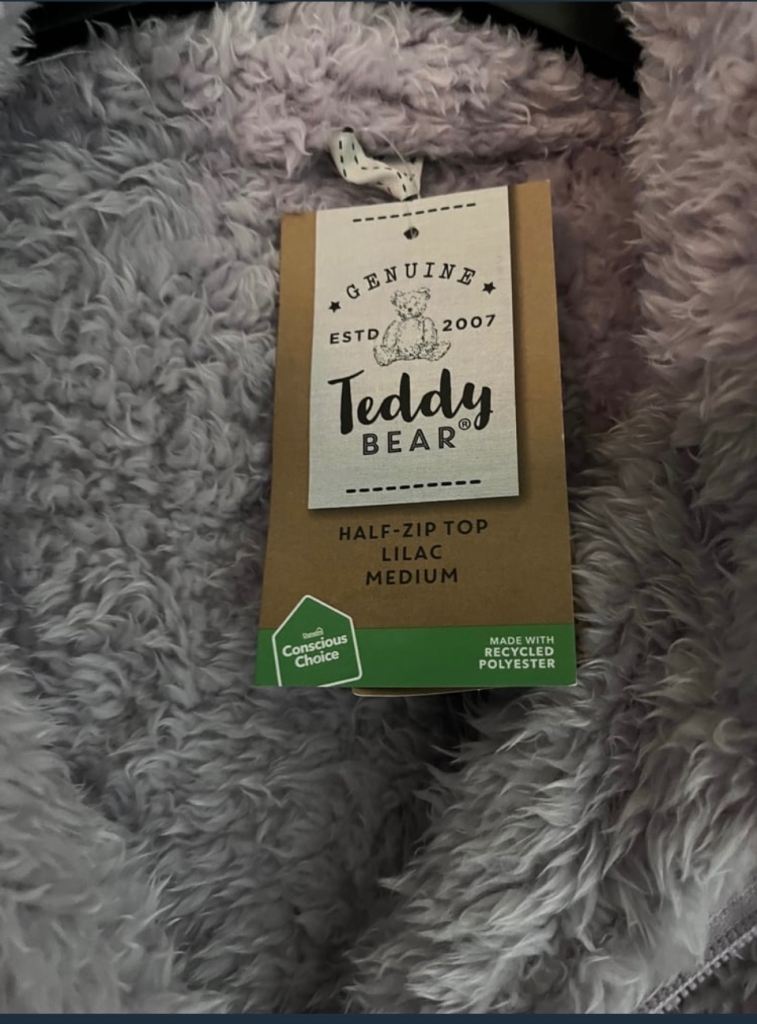 GENUINE
ESTD 2007
Teddy
BEAR®
HALF-ZIP TOP
LILAC
MEDIUM
Conscious
Choice
MADE WITH
RECYCLED
POLYESTER